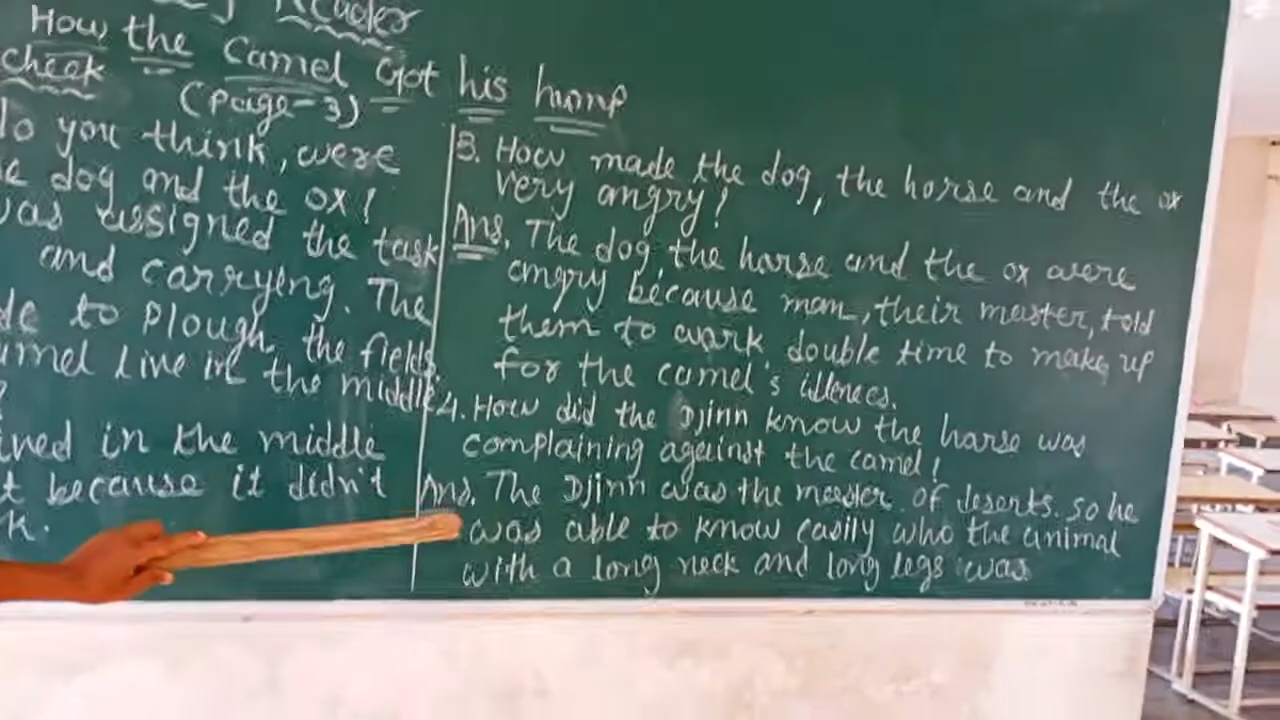 Reader
How the Camel Got his hump
Check
(Page-3)
do you think, were
dog and the ox?
was assigned the task
and carrying. The
to plough the fields.
camel live in the middle
?
in the middle
because it didn't
3. How made the dog, the horse and the ox
very angry?
Ans. The dog, the horse and the ox were
angry because man, their master, told
them to work double time to make up
for the camel's
4. How did the Djinn know the horse was
complaining against the camel?
Ans. The Djinn was the master of deserts. so he
was able to know easily who the animal
with a long neck and long legs was